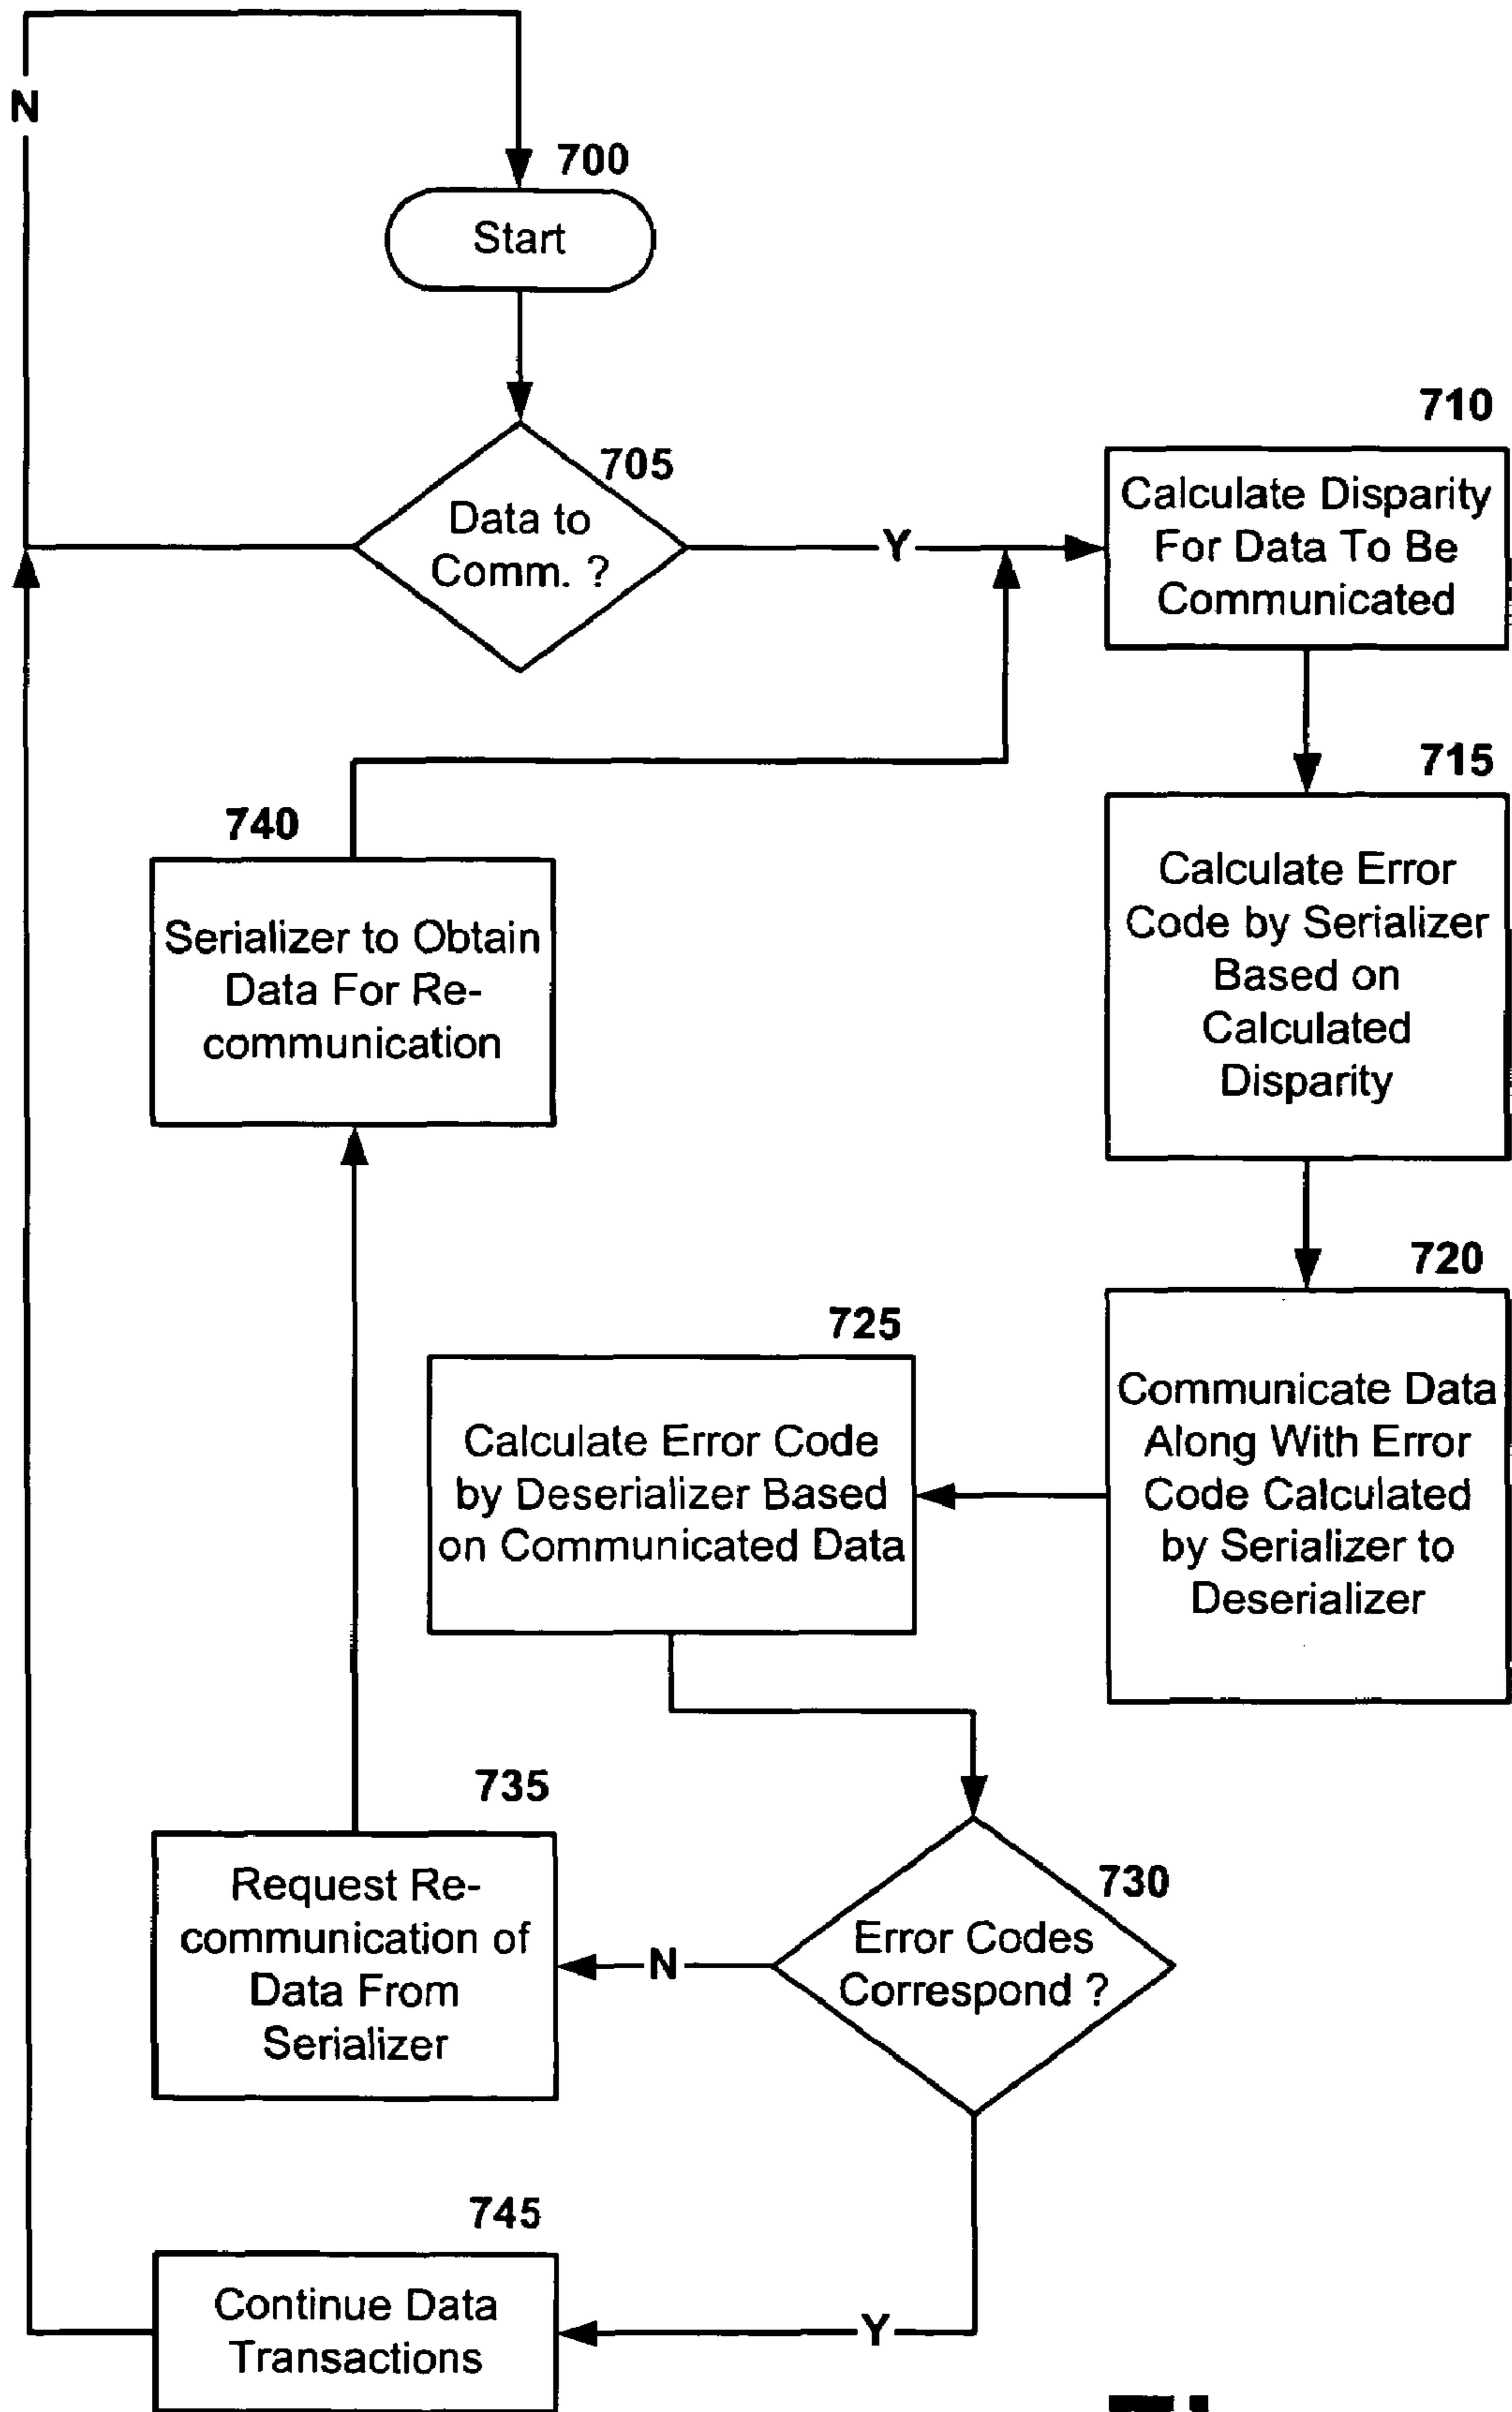 N
700
Start
705
Data to
Comm. ?
Y
710
Calculate Disparity
For Data To Be
Communicated
715
Calculate Error
Code by Serializer
Based on
Calculated
Disparity
740
Serializer to Obtain
Data For Re-
communication
720
Communicate Data
Along With Error
Code Calculated
by Serializer to
Deserializer
725
Calculate Error Code
by Deserializer Based
on Communicated Data
735
Request Re-
communication of
Data From
Serializer
730
Error Codes
Correspond ?
N
745
Continue Data
Transactions
Y